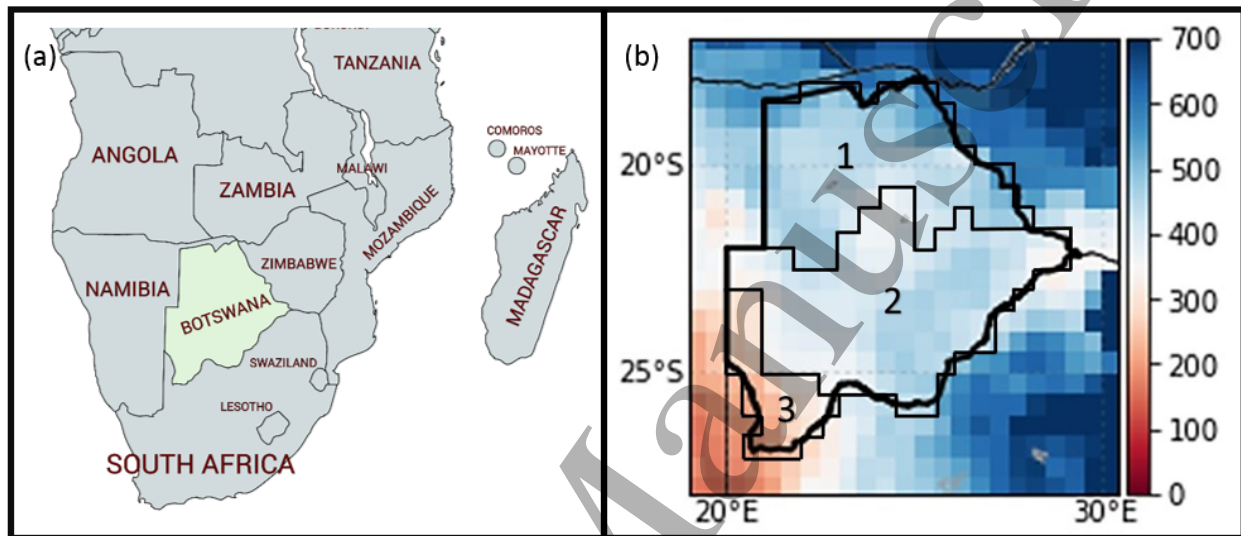 (a)
TANZANIA
COMOROS
MAYOTTE
ANGOLA
MALAWI
ZAMBIA
MOZAMBIQUE
MADAGASCAR
ZIMBABWE
NAMIBIA
BOTSWANA
SWAZILAND
LESOTHO
SOUTH AFRICA
(b)
700
600
500
400
300
200
100
0
20°S
25°S
20°E
30°E
1
2
3
Manus